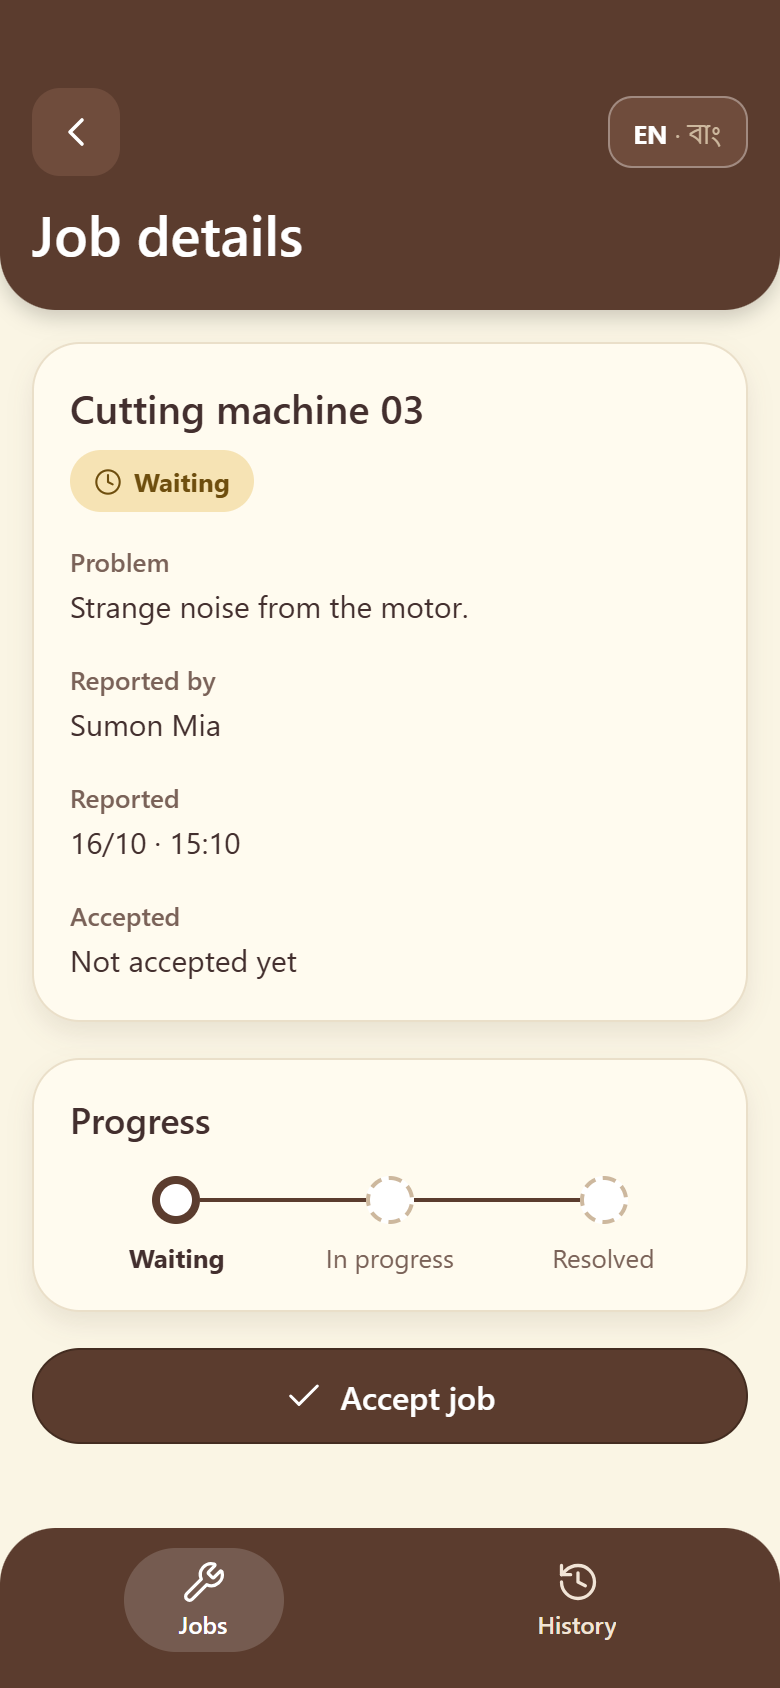 EN · বাং
Job details
Cutting machine 03
Waiting
Problem
Strange noise from the motor.
Reported by
Sumon Mia
Reported
16/10 · 15:10
Accepted
Not accepted yet
Progress
Waiting In progress Resolved
Accept job
Jobs History